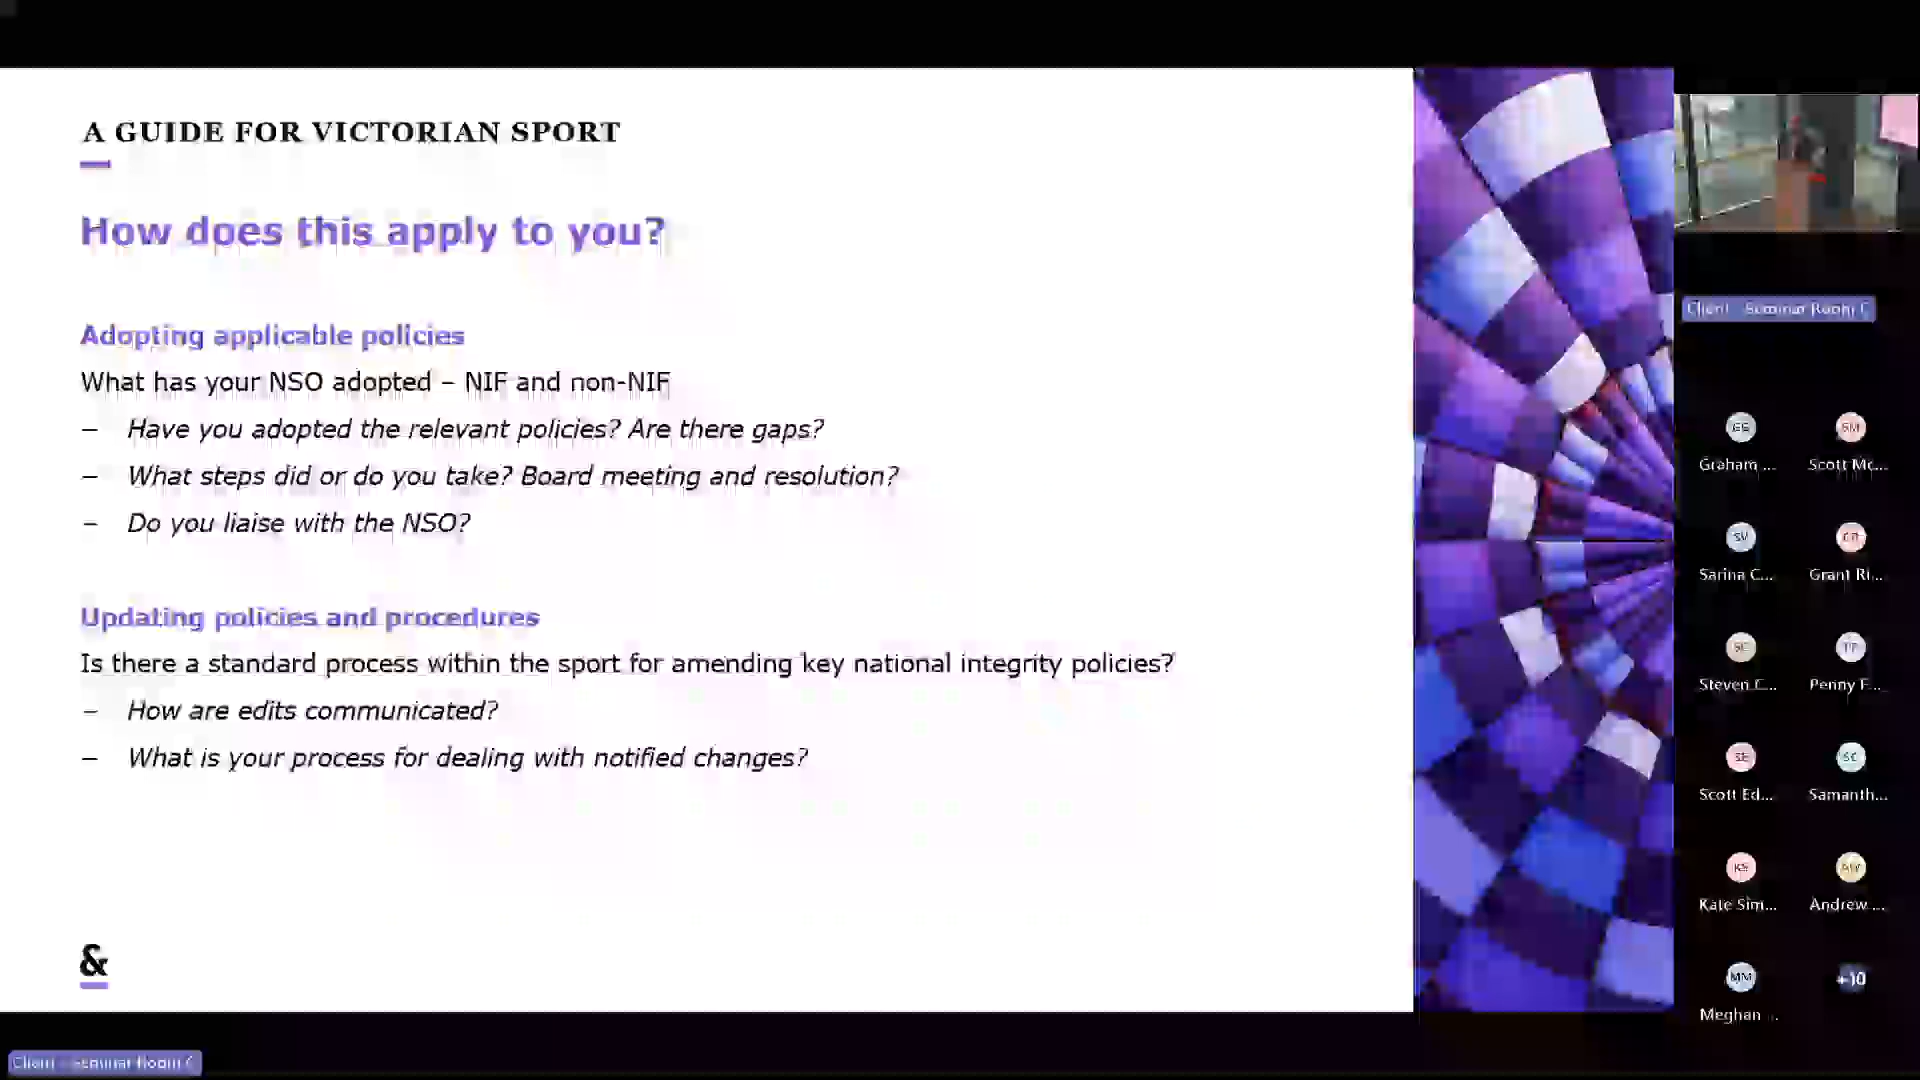 A GUIDE FOR VICTORIAN SPORT
How does this apply to you?
Adopting applicable policies
What has your NSO adopted – NIF and non-NIF
– Have you adopted the relevant policies? Are there gaps?
– What steps did or do you take? Board meeting and resolution?
– Do you liaise with the NSO?
Updating policies and procedures
Is there a standard process within the sport for amending key national integrity policies?
– How are edits communicated?
– What is your process for dealing with notified changes?
&
Client - Seminar Room C
Graham ...
SM
Scott Mc...
SV
Sarina C...
Grant Ri...
Steven C...
Penny F...
SE
Scott Ed...
SC
Samanth...
KS
Kate Sim...
AW
Andrew ...
MM
Meghan ...
+10
Client - Seminar Room C